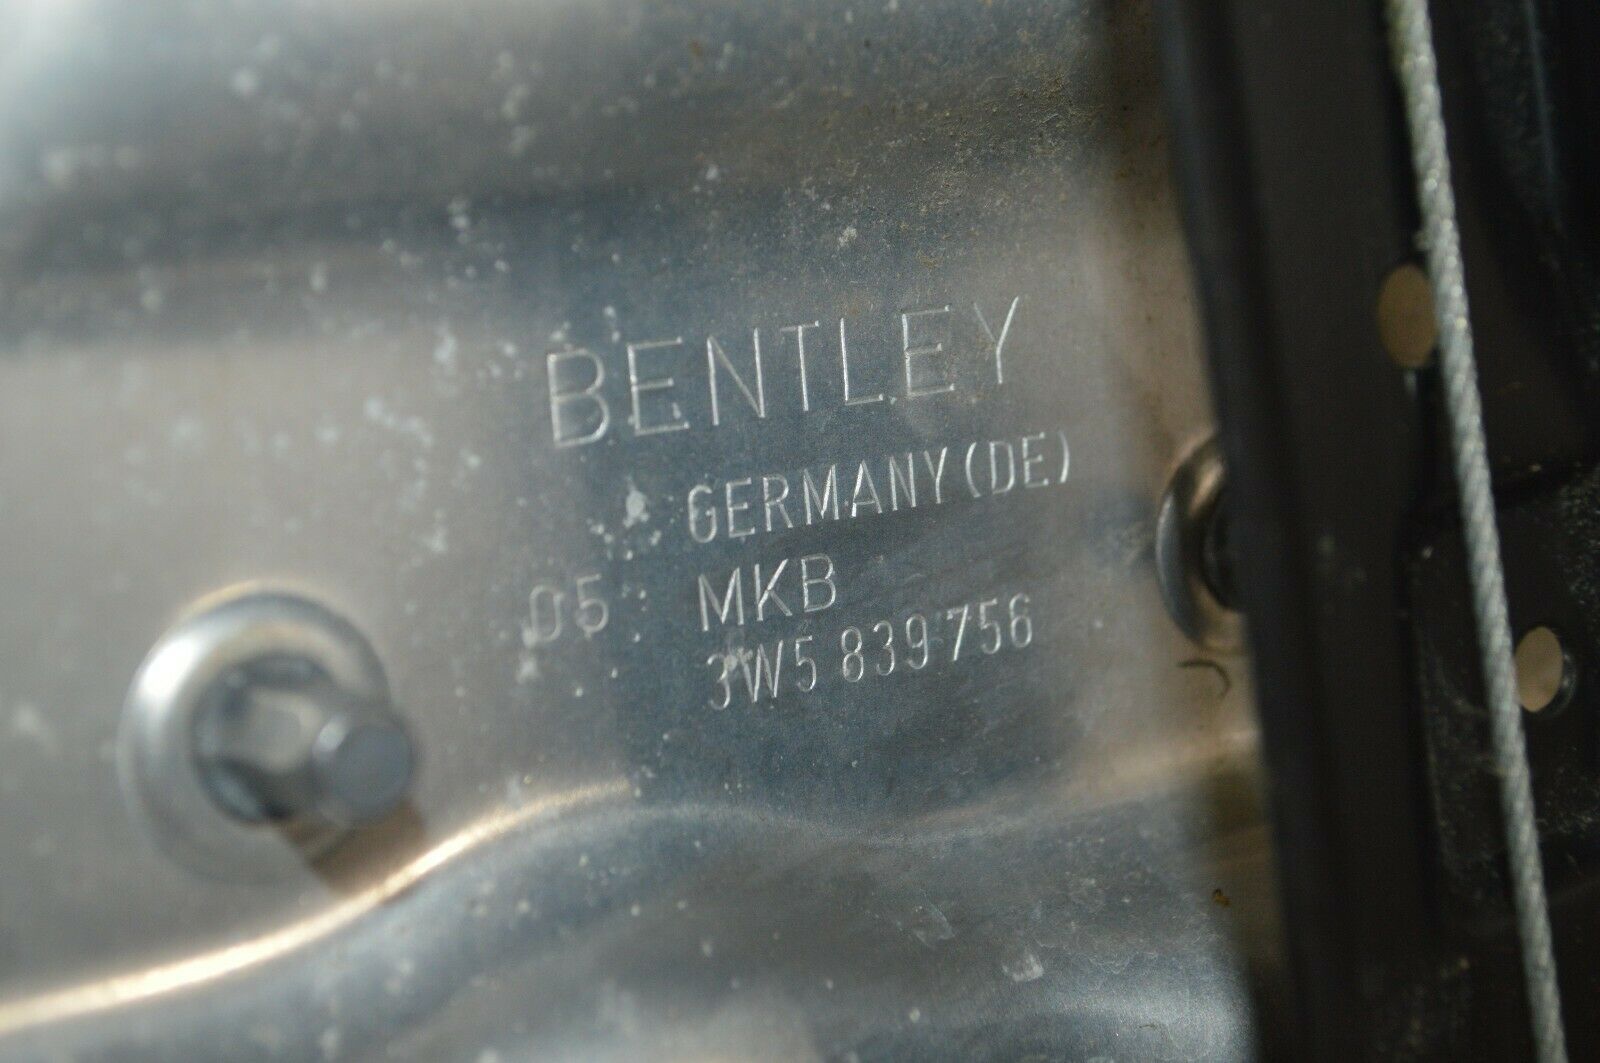 BENTLEY
GERMANY(DE)
05 MKB
3W5 839 756